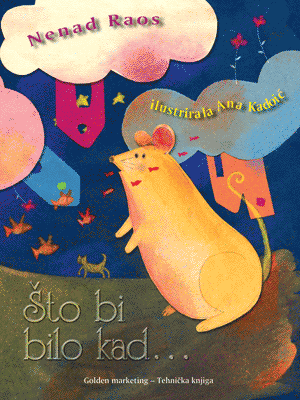 Nenad Raos
ilustrirala Ana Kadoić
Što bi
bilo kad...
Golden marketing – Tehnička knjiga